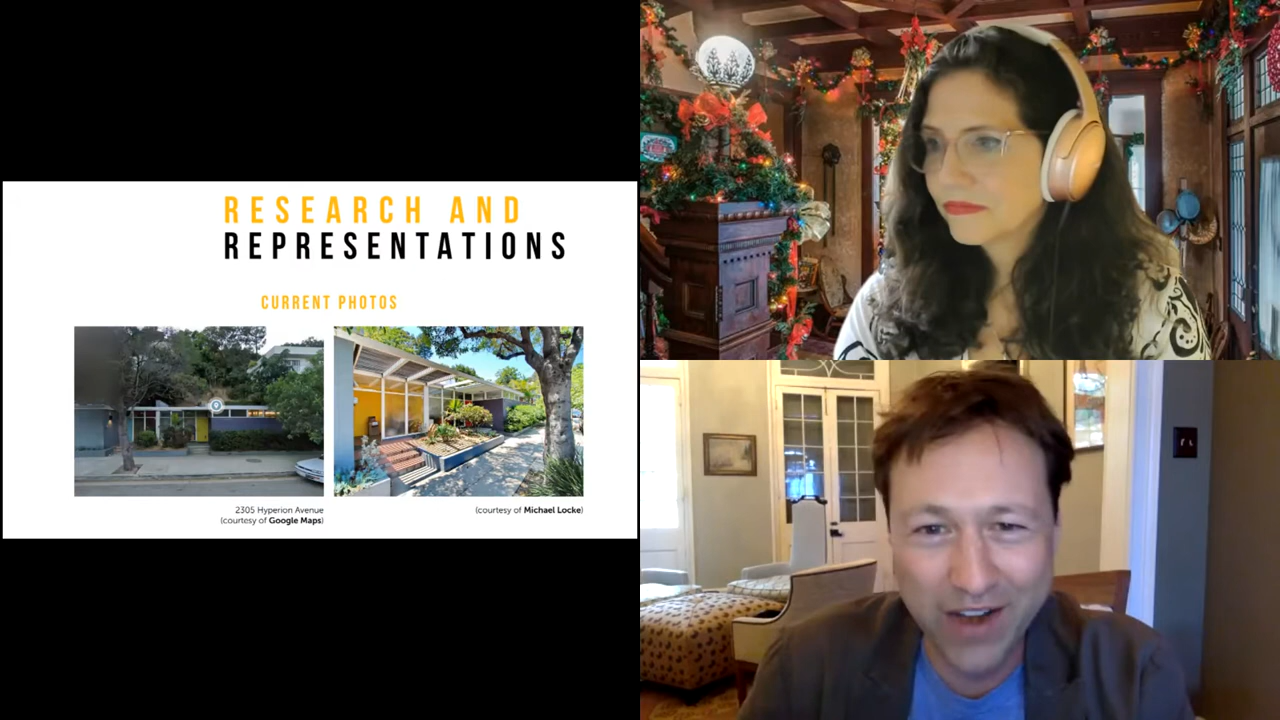 RESEARCH AND
REPRESENTATIONS
CURRENT PHOTOS
2305 Hyperion Avenue
(courtesy of Google Maps)
(courtesy of Michael Locke)